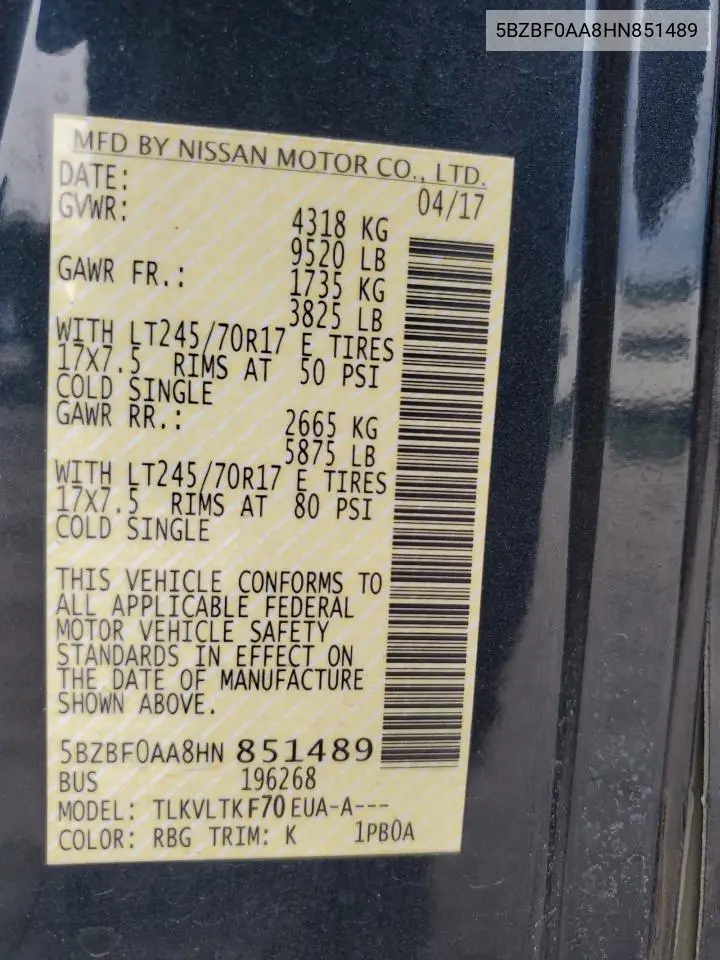 5BZBF0AA8HN851489
MFD BY NISSAN MOTOR CO., LTD.
DATE: 04/17
GVWR: 4318 KG
9520 LB
GAWR FR.: 1735 KG
3825 LB
WITH LT245/70R17 E TIRES
17X7.5 RIMS AT 50 PSI
COLD SINGLE
GAWR RR.: 2665 KG
5875 LB
WITH LT245/70R17 E TIRES
17X7.5 RIMS AT 80 PSI
COLD SINGLE
THIS VEHICLE CONFORMS TO
ALL APPLICABLE FEDERAL
MOTOR VEHICLE SAFETY
STANDARDS IN EFFECT ON
THE DATE OF MANUFACTURE
SHOWN ABOVE.
5BZBF0AA8HN 851489
BUS 196268
MODEL: TLKVLTKF70EUA-A---
COLOR: RBG TRIM: K 1PB0A